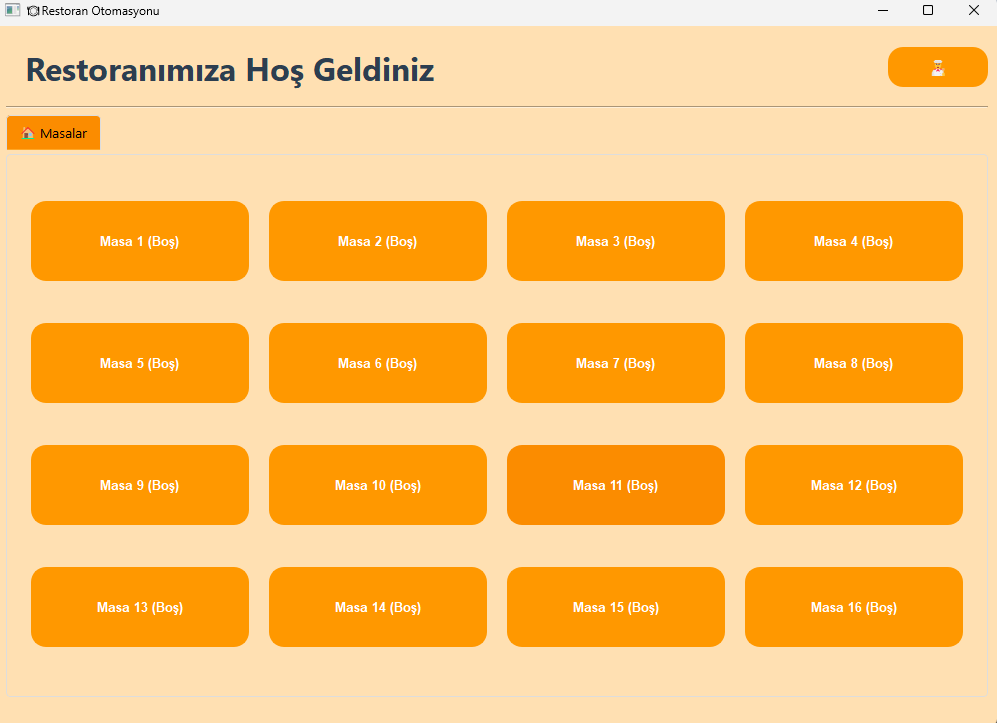 Restoran Otomasyonu
Restoranımıza Hoş Geldiniz
Masalar
Masa 1 (Boş)
Masa 2 (Boş)
Masa 3 (Boş)
Masa 4 (Boş)
Masa 5 (Boş)
Masa 6 (Boş)
Masa 7 (Boş)
Masa 8 (Boş)
Masa 9 (Boş)
Masa 10 (Boş)
Masa 11 (Boş)
Masa 12 (Boş)
Masa 13 (Boş)
Masa 14 (Boş)
Masa 15 (Boş)
Masa 16 (Boş)